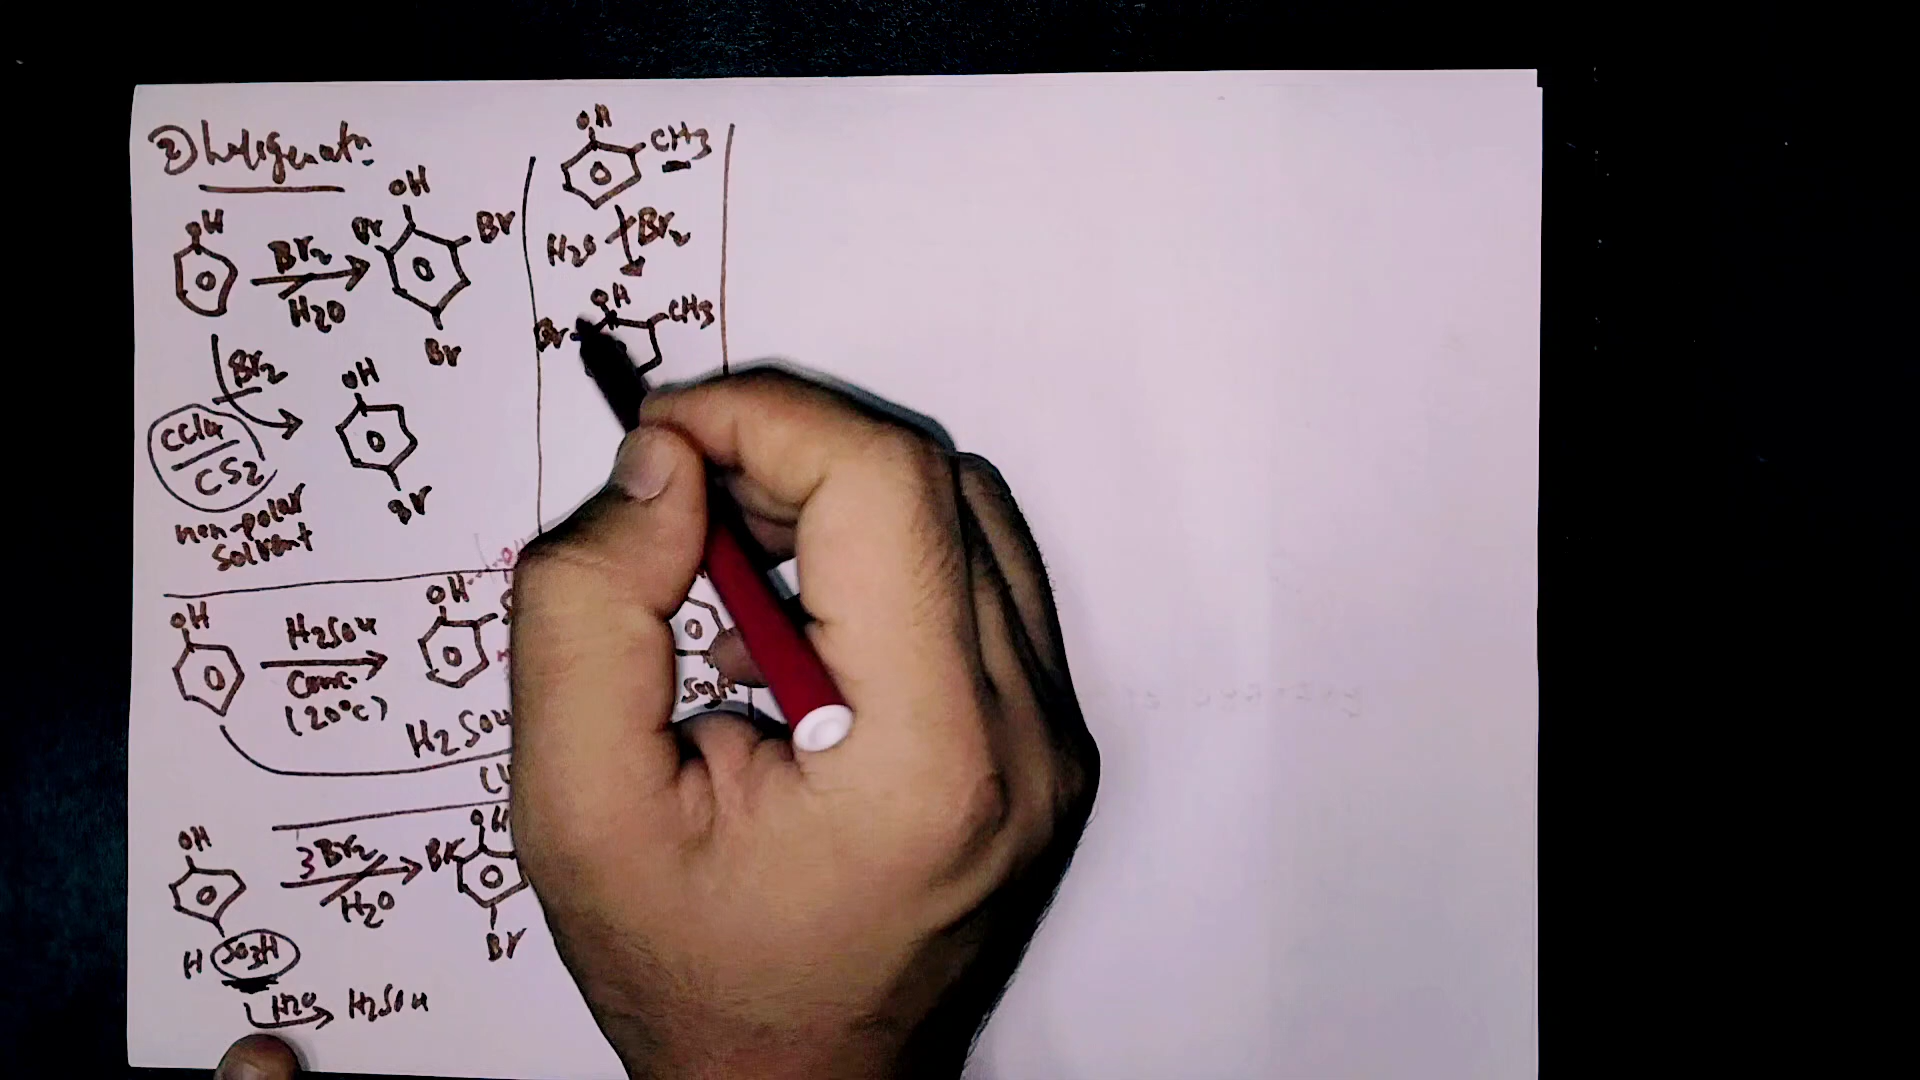 ②
OH
Br2
H2O
OH
Br
Br
Br
Br2
CCl4
CS2
non-polar
solvent
OH
Br
OH
CH3
H2O Br2
OH
CH3
Br
OH
H2SO4
Conc.
(20°C)
OH
H2SO4
SO3H
OH
3Br2
H2O
OH
Br
Br
H SO3H
H2O H2SO4